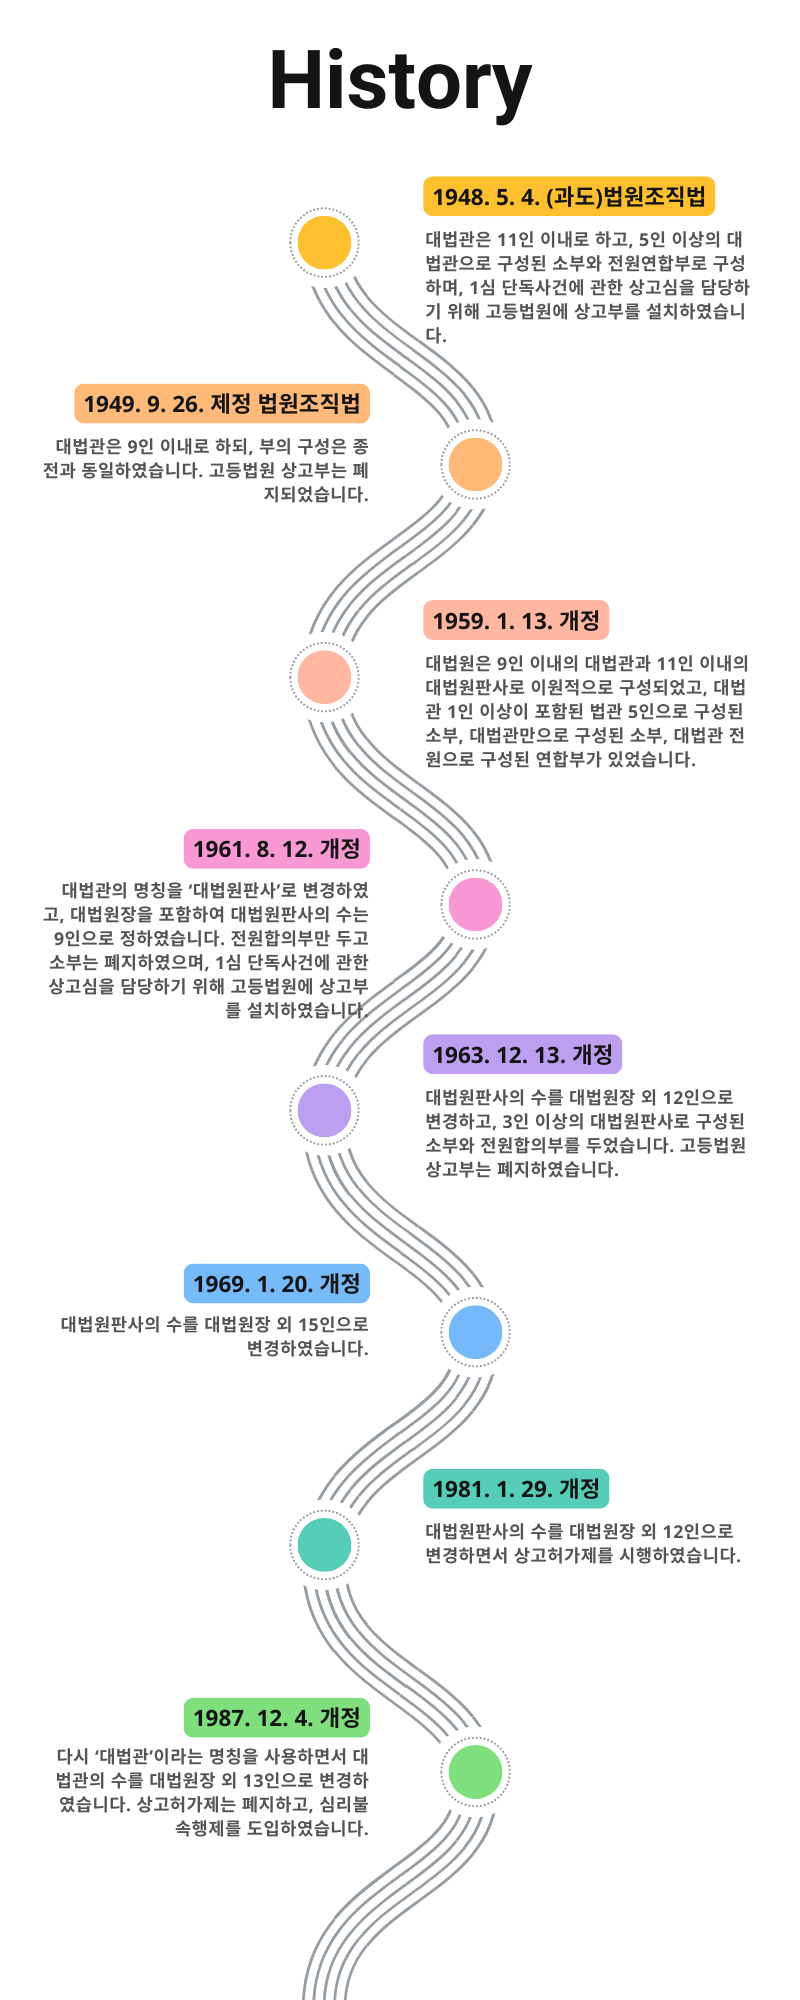 History
1948. 5. 4. (과도)법원조직법
대법관은 11인 이내로 하고, 5인 이상의 대
법관으로 구성된 소부와 전원연합부로 구성
하며, 1심 단독사건에 관한 상고심을 담당하
기 위해 고등법원에 상고부를 설치하였습니
다.
1949. 9. 26. 제정 법원조직법
대법관은 9인 이내로 하되, 부의 구성은 종
전과 동일하였습니다. 고등법원 상고부는 폐
지되었습니다.
1959. 1. 13. 개정
대법원은 9인 이내의 대법관과 11인 이내의
대법원판사로 이원적으로 구성되었고, 대법
관 1인 이상이 포함된 법관 5인으로 구성된
소부, 대법관만으로 구성된 소부, 대법관 전
원으로 구성된 연합부가 있었습니다.
1961. 8. 12. 개정
대법관의 명칭을 ‘대법원판사’로 변경하였
고, 대법원장을 포함하여 대법원판사의 수는
9인으로 정하였습니다. 전원합의부만 두고
소부는 폐지하였으며, 1심 단독사건에 관한
상고심을 담당하기 위해 고등법원에 상고부
를 설치하였습니다.
1963. 12. 13. 개정
대법원판사의 수를 대법원장 외 12인으로
변경하고, 3인 이상의 대법원판사로 구성된
소부와 전원합의부를 두었습니다. 고등법원
상고부는 폐지하였습니다.
1969. 1. 20. 개정
대법원판사의 수를 대법원장 외 15인으로
변경하였습니다.
1981. 1. 29. 개정
대법원판사의 수를 대법원장 외 12인으로
변경하면서 상고허가제를 시행하였습니다.
1987. 12. 4. 개정
다시 ‘대법관’이라는 명칭을 사용하면서 대
법관의 수를 대법원장 외 13인으로 변경하
였습니다. 상고허가제는 폐지하고, 심리불
속행제를 도입하였습니다.